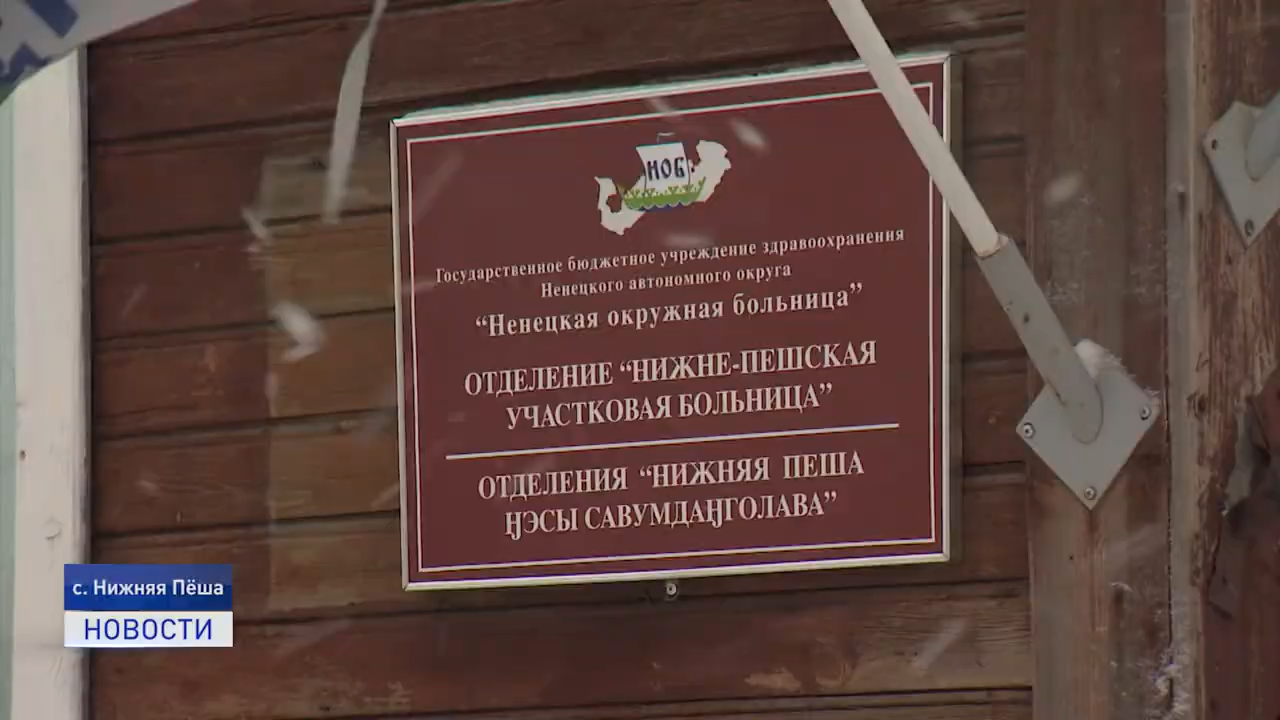 НОБ
Государственное бюджетное учреждение здравоохранения
Ненецкого автономного округа
“Ненецкая окружная больница”
ОТДЕЛЕНИЕ “НИЖНЕ-ПЕШСКАЯ
УЧАСТКОВАЯ БОЛЬНИЦА”
ОТДЕЛЕНИЯ “НИЖНЯЯ ПЕША
ӇЭСЫ САВУМДАӇГОЛАВА”
с. Нижняя Пёша
НОВОСТИ